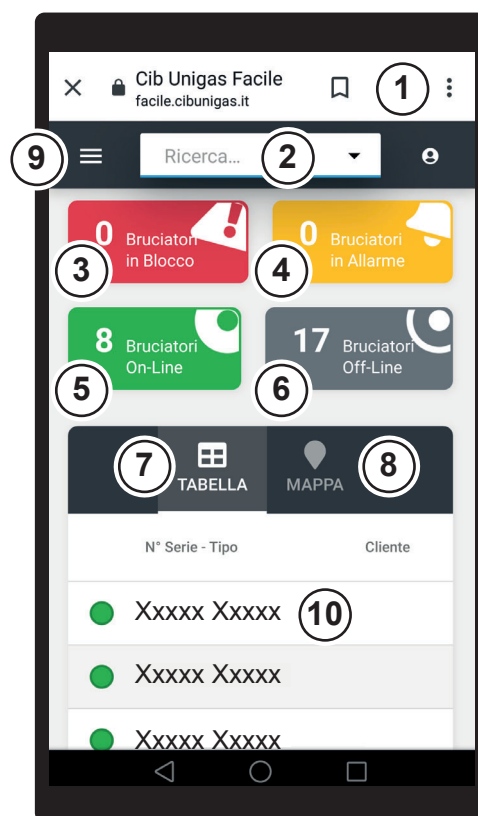 Cib Unigas Facile
facile.cibunigas.it
1
9
Ricerca...
2
0 Bruciatori
in Blocco
3
0 Bruciatori
in Allarme
4
8 Bruciatori
On-Line
5
17 Bruciatori
Off-Line
6
7
TABELLA
MAPPA
8
N° Serie - Tipo
Cliente
Xxxxx Xxxxx
10
Xxxxx Xxxxx
Xxxxx Xxxxx